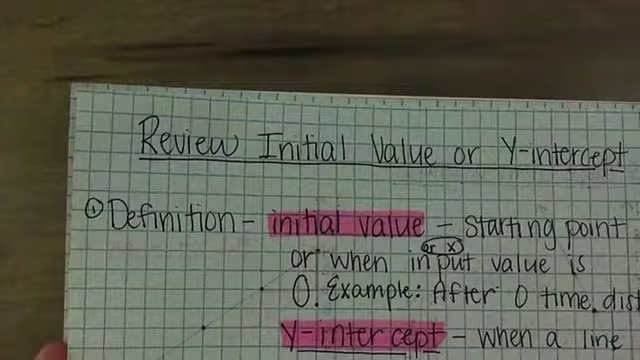 Review Initial Value or Y-intercept
① Definition - initial value - starting point
or x
or when input value is
0. Example: After 0 time, dist
Y-intercept - when a line